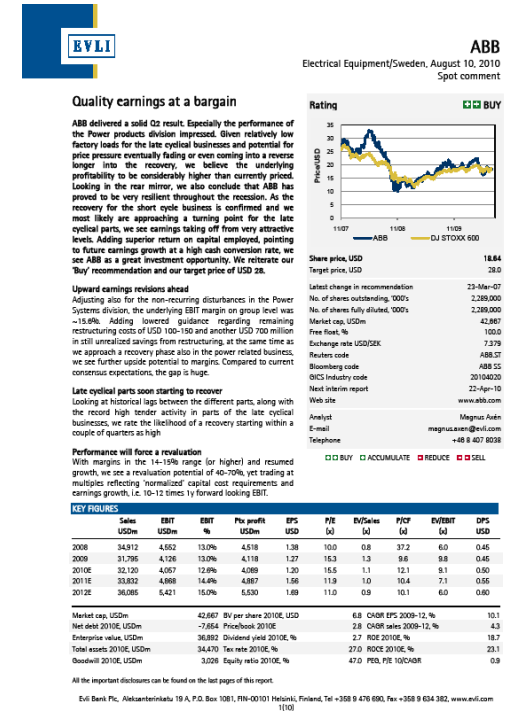 EVLI
ABB
Electrical Equipment/Sweden, August 10, 2010
Spot comment
Quality earnings at a bargain
ABB delivered a solid Q2 result. Especially the performance of
the Power products division impressed. Given relatively low
factory loads for the late cyclical businesses and potential for
price pressure eventually fading or even coming into a reverse
longer into the recovery, we believe the underlying
profitability to be considerably higher than currently priced.
Looking in the rear mirror, we also conclude that ABB has
proved to be very resilient throughout the recession. As the
recovery for the short cycle business is confirmed and we
most likely are approaching a turning point for the late
cyclical parts, we see earnings taking off from very attractive
levels. Adding superior return on capital employed, pointing
to future earnings growth at a high cash conversion rate, we
see ABB as a great investment opportunity. We reiterate our
'Buy' recommendation and our target price of USD 28.
Upward earnings revisions ahead
Adjusting also for the non-recurring disturbances in the Power
Systems division, the underlying EBIT margin on group level was
~15.6%. Adding lowered guidance regarding remaining
restructuring costs of USD 100-150 and another USD 700 million
in still unrealized savings from restructuring, at the same time as
we approach a recovery phase also in the power related business,
we see further upside potential to margins. Compared to current
consensus expectations, the gap is huge.
Late cyclical parts soon starting to recover
Looking at historical lags between the different parts, along with
the record high tender activity in parts of the late cyclical
businesses, we rate the likelihood of a recovery starting within a
couple of quarters as high
Performance will force a revaluation
With margins in the 14-15% range (or higher) and resumed
growth, we see a revaluation potential of 40-70%, yet trading at
multiples reflecting 'normalized' capital cost requirements and
earnings growth, i.e. 10-12 times 1y forward looking EBIT.
Rating BUY
Price/USD
35
30
25
20
15
10
5
0
11/07 11/08 11/09
ABB DJ STOXX 600
Share price, USD 18.64
Target price, USD 28.0
Latest change in recommendation 23-Mar-07
No. of shares outstanding, '000's 2,289,000
No. of shares fully diluted, '000's 2,289,000
Market cap, USDm 42,667
Free float, % 100.0
Exchange rate USD/SEK 7.379
Reuters code ABB.ST
Bloomberg code ABB SS
GICS Industry code 20104020
Next interim report 22-Apr-10
Web site www.abb.com
Analyst Magnus Axén
E-mail magnus.axen@evli.com
Telephone +46 8 407 8038
BUY ACCUMULATE REDUCE SELL
KEY FIGURES
Sales EBIT EBIT Ptx profit EPS P/E EV/Sales P/CF EV/EBIT DPS
USDm USDm % USDm USD (x) (x) (x) (x) USD
2008 34,912 4,552 13.0% 4,518 1.38 10.0 0.8 37.2 6.0 0.45
2009 31,795 4,126 13.0% 4,118 1.27 15.3 1.3 9.6 9.8 0.45
2010E 32,120 4,057 12.6% 4,089 1.20 15.5 1.1 12.1 9.1 0.50
2011E 33,832 4,868 14.4% 4,887 1.56 11.9 1.0 10.4 7.1 0.55
2012E 36,085 5,421 15.0% 5,530 1.69 11.0 0.9 10.1 6.0 0.60
Market cap, USDm 42,667 BV per share 2010E, USD 6.8 CAGR EPS 2009-12, % 10.1
Net debt 2010E, USDm -7,654 Price/book 2010E 2.8 CAGR sales 2009-12, % 4.3
Enterprise value, USDm 36,892 Dividend yield 2010E, % 2.7 ROE 2010E, % 18.7
Total assets 2010E, USDm 34,470 Tax rate 2010E, % 27.0 ROCE 2010E, % 23.1
Goodwill 2010E, USDm 3,026 Equity ratio 2010E, % 47.0 PEG, P/E 10/CAGR 0.9
All the important disclosures can be found on the last pages of this report.
Evli Bank Plc, Aleksanterinkatu 19 A, P.O. Box 1081, FIN-00101 Helsinki, Finland, Tel +358 9 476 690, Fax +358 9 634 382, www.evli.com
1(10)